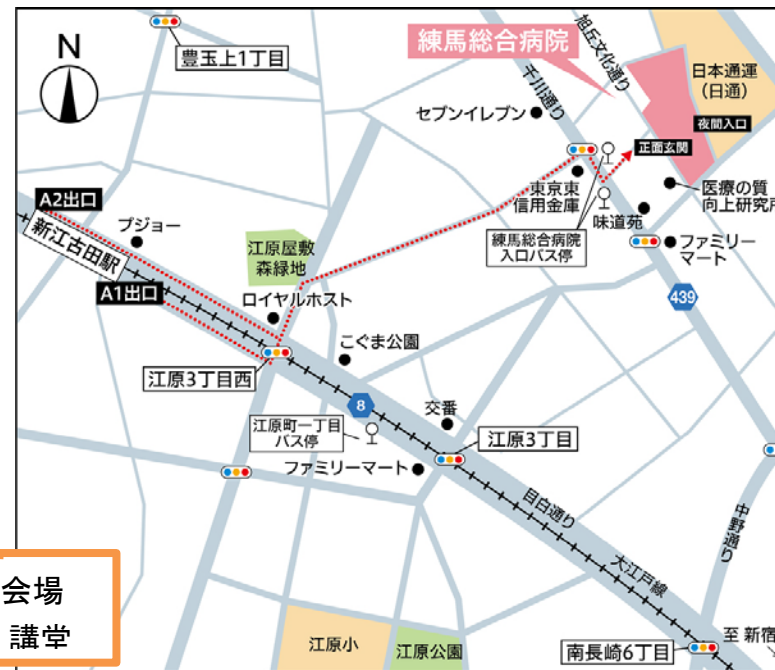 N
豊玉上1丁目
練馬総合病院
旭丘文化通り
日本通運
(日通)
千川通り
セブンイレブン
夜間入口
正面玄関
東京東
信用金庫
医療の質
向上研究所
味道苑
練馬総合病院
入口バス停
ファミリー
マート
439
A2出口
プジョー
新江古田駅
A1出口
江原屋敷
森緑地
ロイヤルホスト
こぐま公園
江原3丁目西
8
交番
江原町一丁目
バス停
江原3丁目
ファミリーマート
目白通り
中野通り
大江戸線
会場
講堂
江原小
江原公園
南長崎6丁目
至 新宿